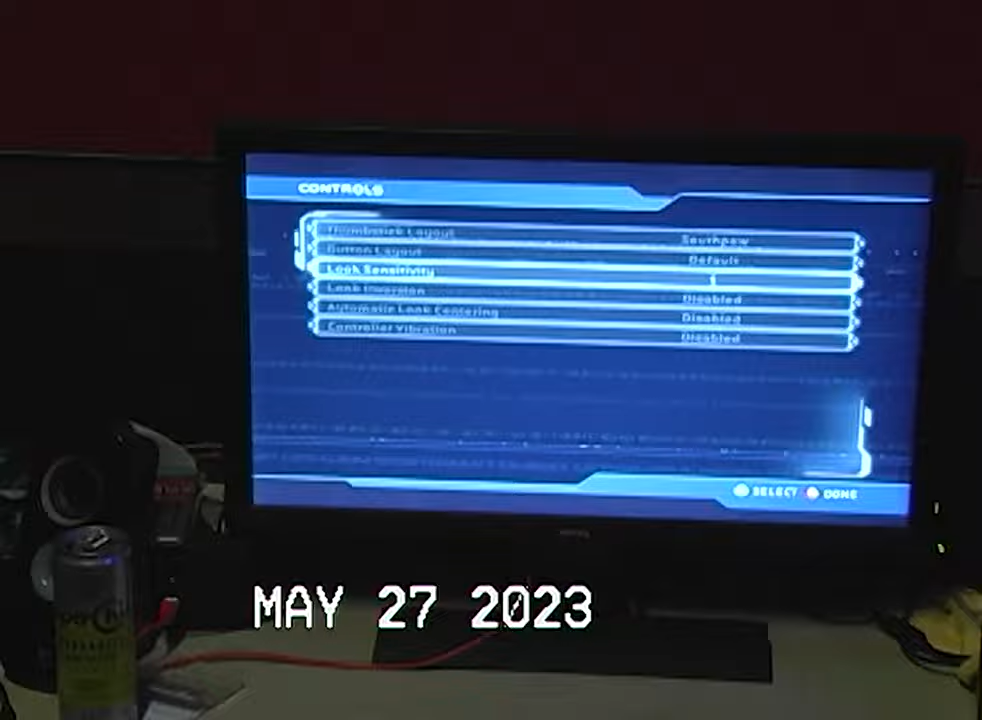 CONTROLS
Thumbstick Layout Southpaw
Button Layout Default
Look Sensitivity 1
Look Inversion Disabled
Automatic Look Centering Disabled
Controller Vibration Disabled
SELECT DONE
MAY 27 2023